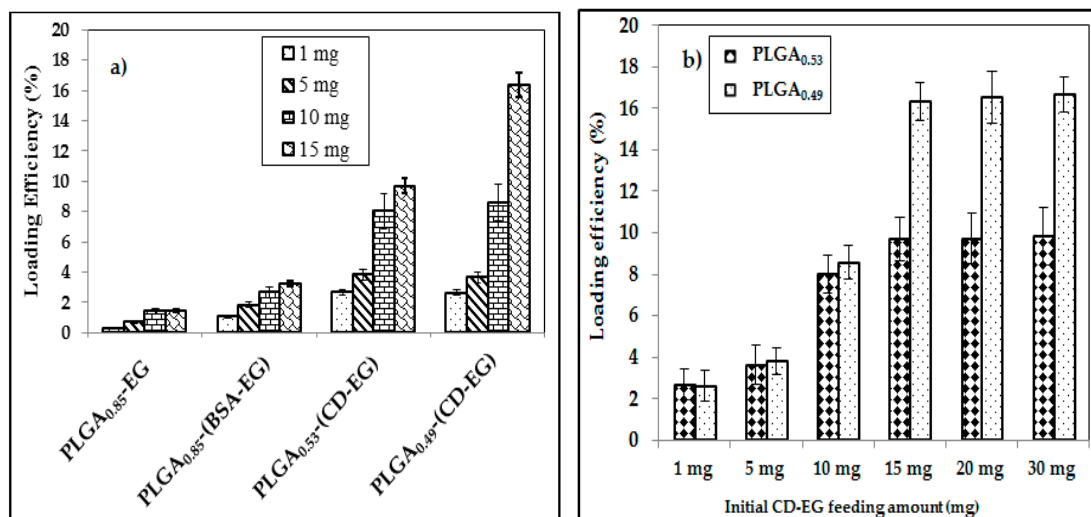 20
18
16
14
12
10
8
6
4
2
0
Loading Efficiency (%)
a)
1 mg
5 mg
10 mg
15 mg
PLGA0.85-EG
PLGA0.85-(BSA-EG)
PLGA0.53-(CD-EG)
PLGA0.49-(CD-EG)
20
18
16
14
12
10
8
6
4
2
0
Loading efficiency (%)
b)
PLGA0.53
PLGA0.49
1 mg 5 mg 10 mg 15 mg 20 mg 30 mg
Initial CD-EG feeding amount (mg)